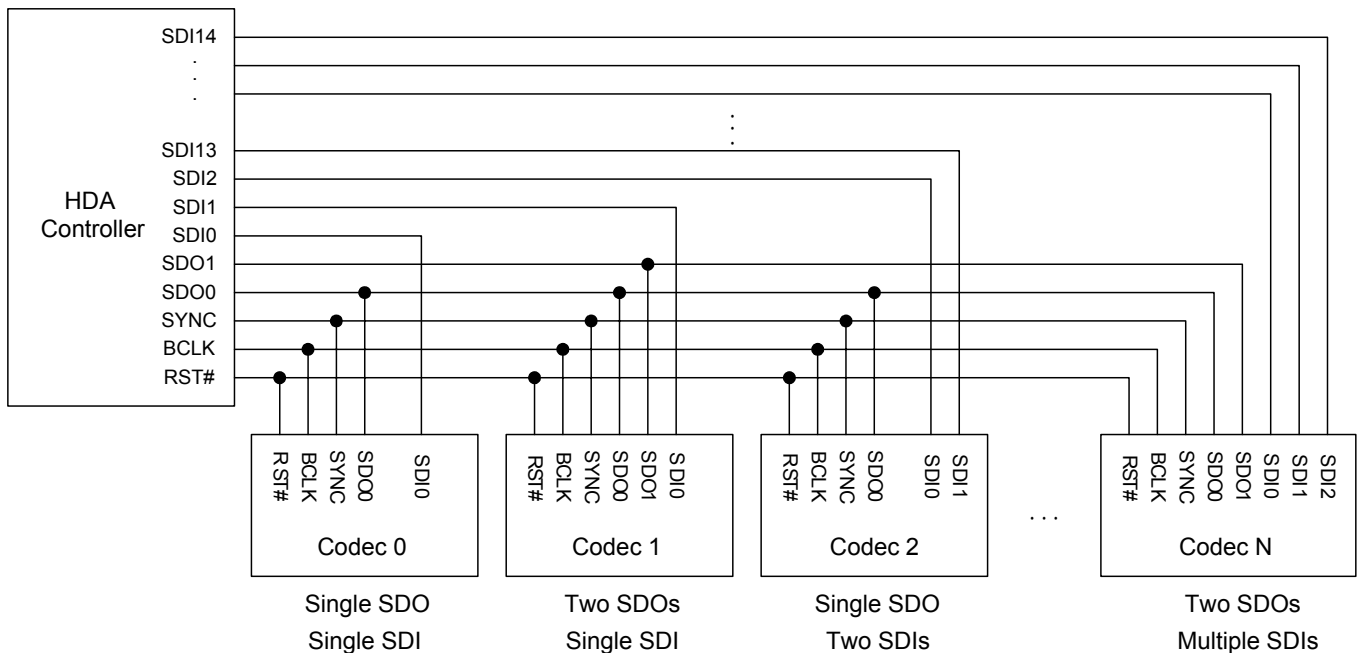 SDI14
.
.
.
SDI13
SDI2
SDI1
SDI0
SDO1
SDO0
SYNC
BCLK
RST#
HDA
Controller
. . .
RST#
BCLK
SYNC
SDO0
SDI0
Codec 0
Single SDO
Single SDI
RST#
BCLK
SYNC
SDO0
SDO1
SDI0
Codec 1
Two SDOs
Single SDI
RST#
BCLK
SYNC
SDO0
SDI0
SDI1
Codec 2
Single SDO
Two SDIs
. . .
RST#
BCLK
SYNC
SDO0
SDO1
SDI0
SDI1
SDI2
Codec N
Two SDOs
Multiple SDIs